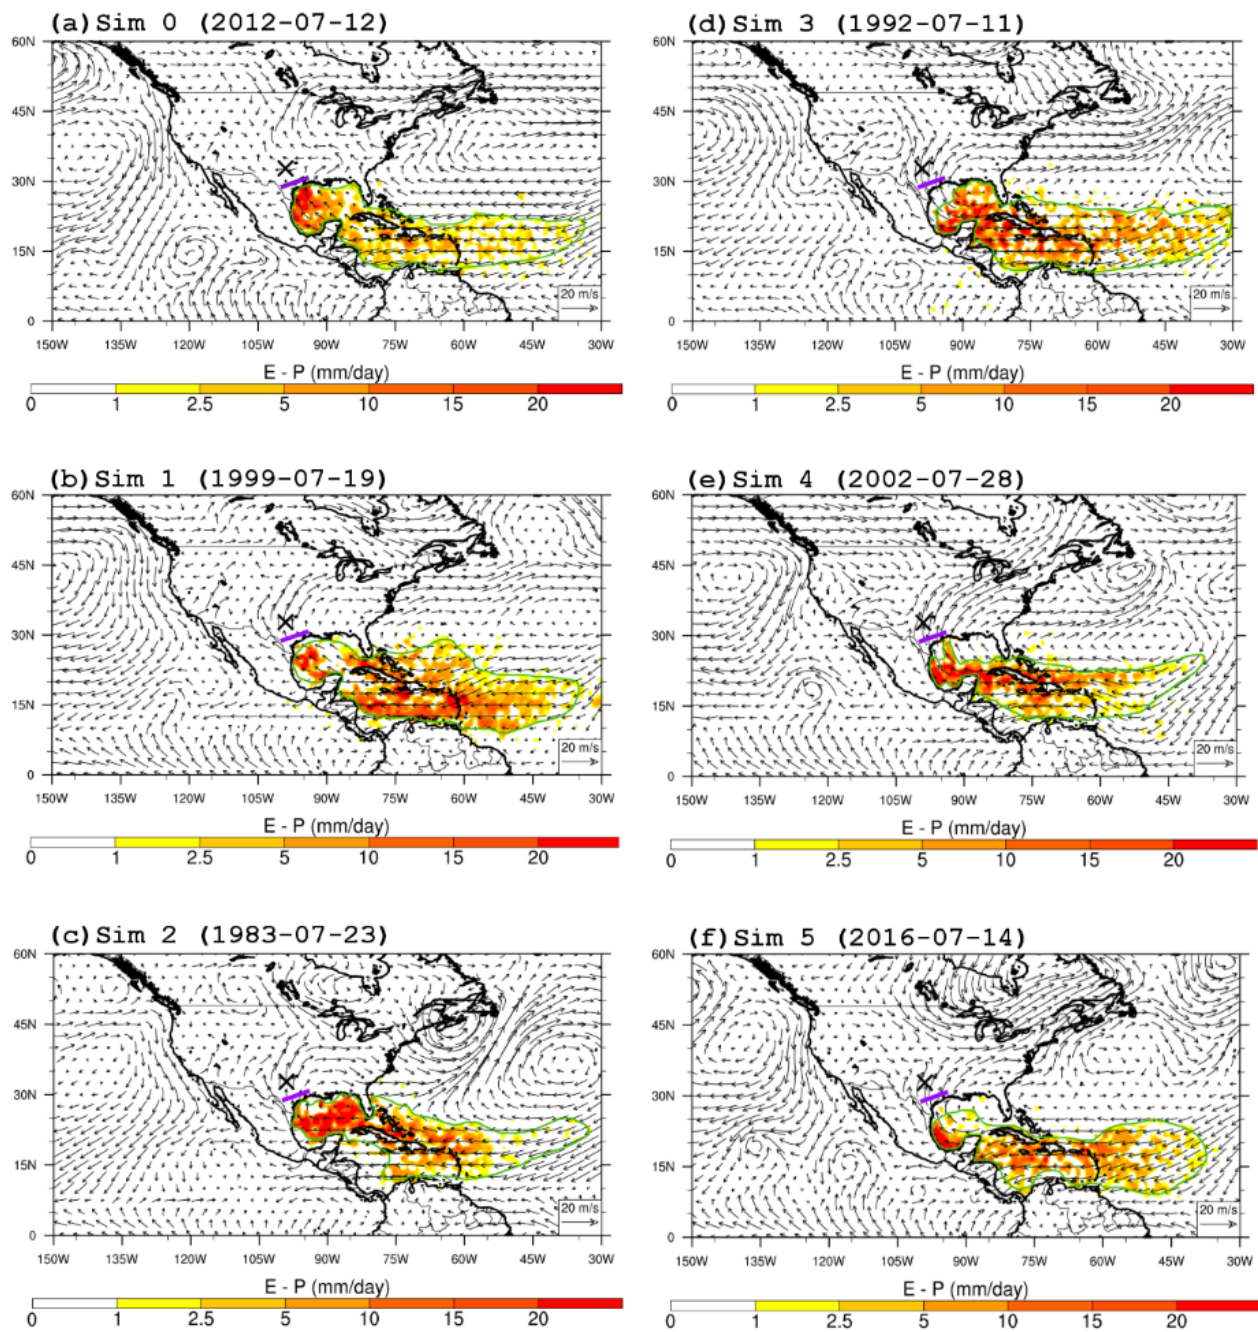 (a) Sim 0 (2012-07-12)
60N
45N
30N
15N
0
20 m/s
150W 135W 120W 105W 90W 75W 60W 45W 30W
E - P (mm/day)
0 1 2.5 5 10 15 20
(d) Sim 3 (1992-07-11)
60N
45N
30N
15N
0
20 m/s
150W 135W 120W 105W 90W 75W 60W 45W 30W
E - P (mm/day)
0 1 2.5 5 10 15 20
(b) Sim 1 (1999-07-19)
60N
45N
30N
15N
0
20 m/s
150W 135W 120W 105W 90W 75W 60W 45W 30W
E - P (mm/day)
0 1 2.5 5 10 15 20
(e) Sim 4 (2002-07-28)
60N
45N
30N
15N
0
20 m/s
150W 135W 120W 105W 90W 75W 60W 45W 30W
E - P (mm/day)
0 1 2.5 5 10 15 20
(c) Sim 2 (1983-07-23)
60N
45N
30N
15N
0
20 m/s
150W 135W 120W 105W 90W 75W 60W 45W 30W
E - P (mm/day)
0 1 2.5 5 10 15 20
(f) Sim 5 (2016-07-14)
60N
45N
30N
15N
0
20 m/s
150W 135W 120W 105W 90W 75W 60W 45W 30W
E - P (mm/day)
0 1 2.5 5 10 15 20